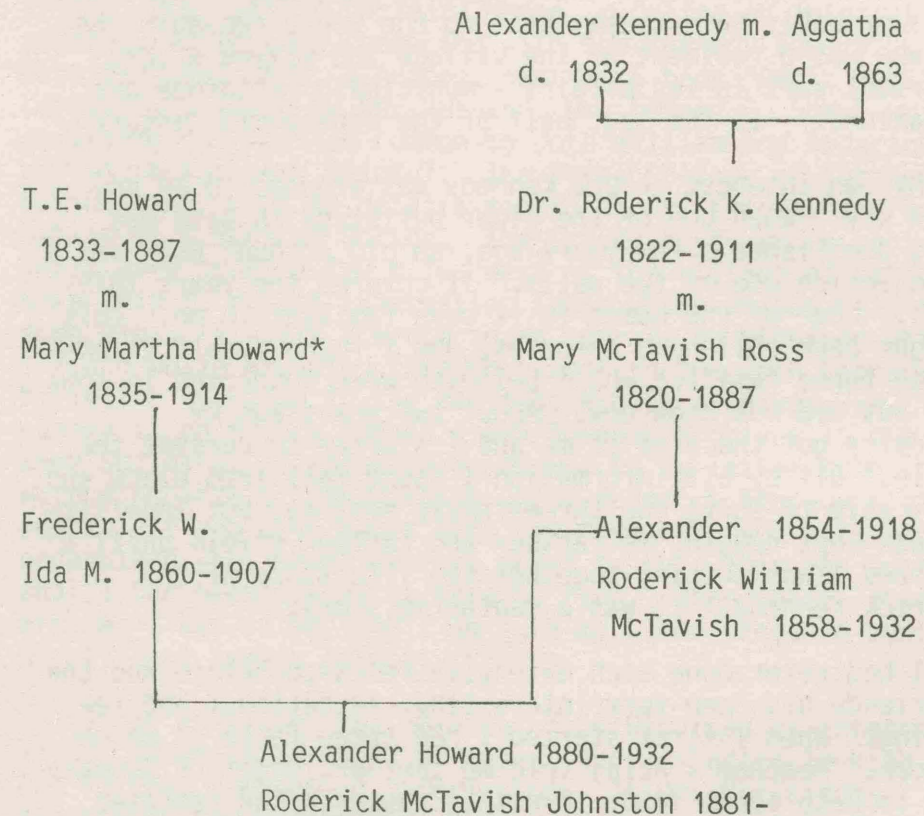 Alexander Kennedy m. Aggatha
d. 1832 d. 1863
T.E. Howard
1833-1887
m.
Mary Martha Howard*
1835-1914
Dr. Roderick K. Kennedy
1822-1911
m.
Mary McTavish Ross
1820-1887
Frederick W.
Ida M. 1860-1907
Alexander 1854-1918
Roderick William
McTavish 1858-1932
Alexander Howard 1880-1932
Roderick McTavish Johnston 1881-